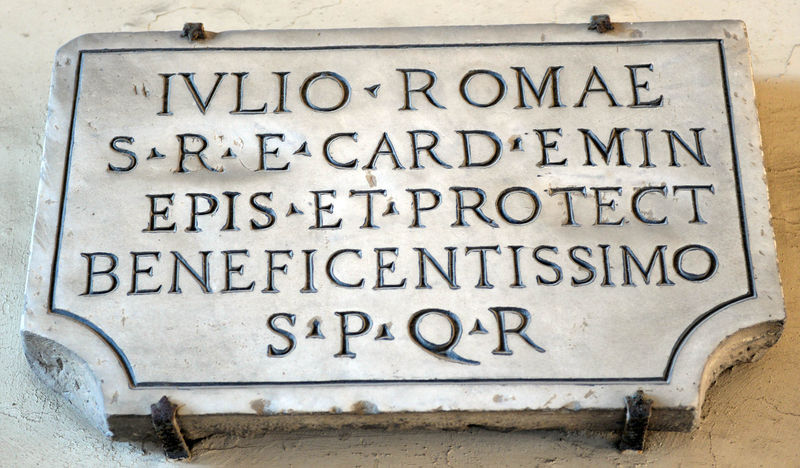 IVLIO · ROMAE
S · R · E · CARD · EMIN
EPIS · ET · PROTECT
BENEFICENTISSIMO
S · P · Q · R